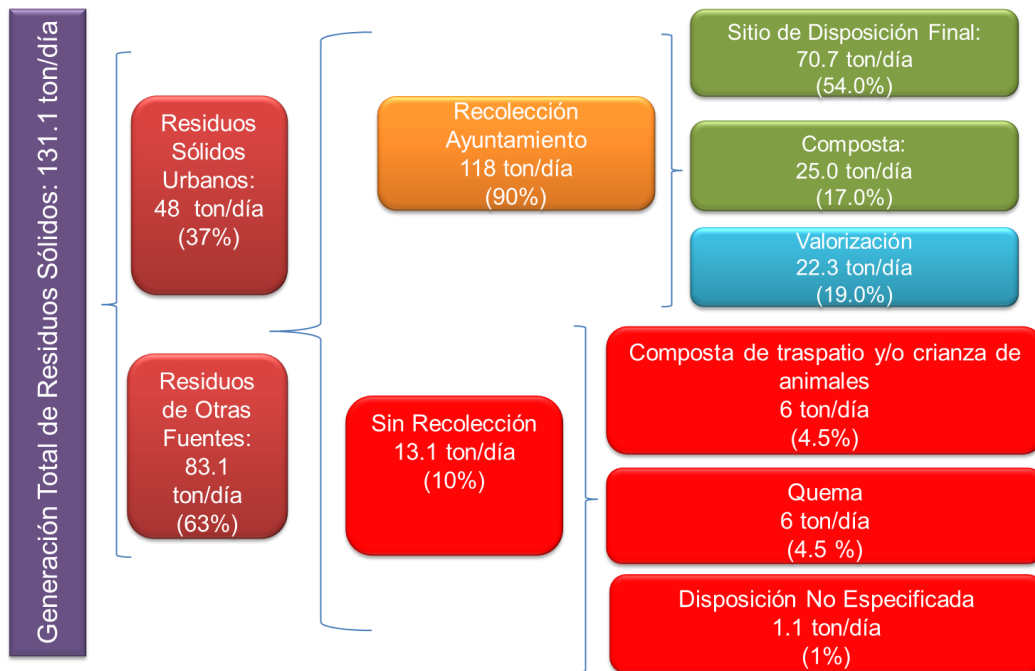 Generación Total de Residuos Sólidos: 131.1 ton/día
Residuos
Sólidos
Urbanos:
48 ton/día
(37%)
Residuos
de Otras
Fuentes:
83.1
ton/día
(63%)
Recolección
Ayuntamiento
118 ton/día
(90%)
Sin Recolección
13.1 ton/día
(10%)
Sitio de Disposición Final:
70.7 ton/día
(54.0%)
Composta:
25.0 ton/día
(17.0%)
Valorización
22.3 ton/día
(19.0%)
Composta de traspatio y/o crianza de
animales
6 ton/día
(4.5%)
Quema
6 ton/día
(4.5 %)
Disposición No Especificada
1.1 ton/día
(1%)